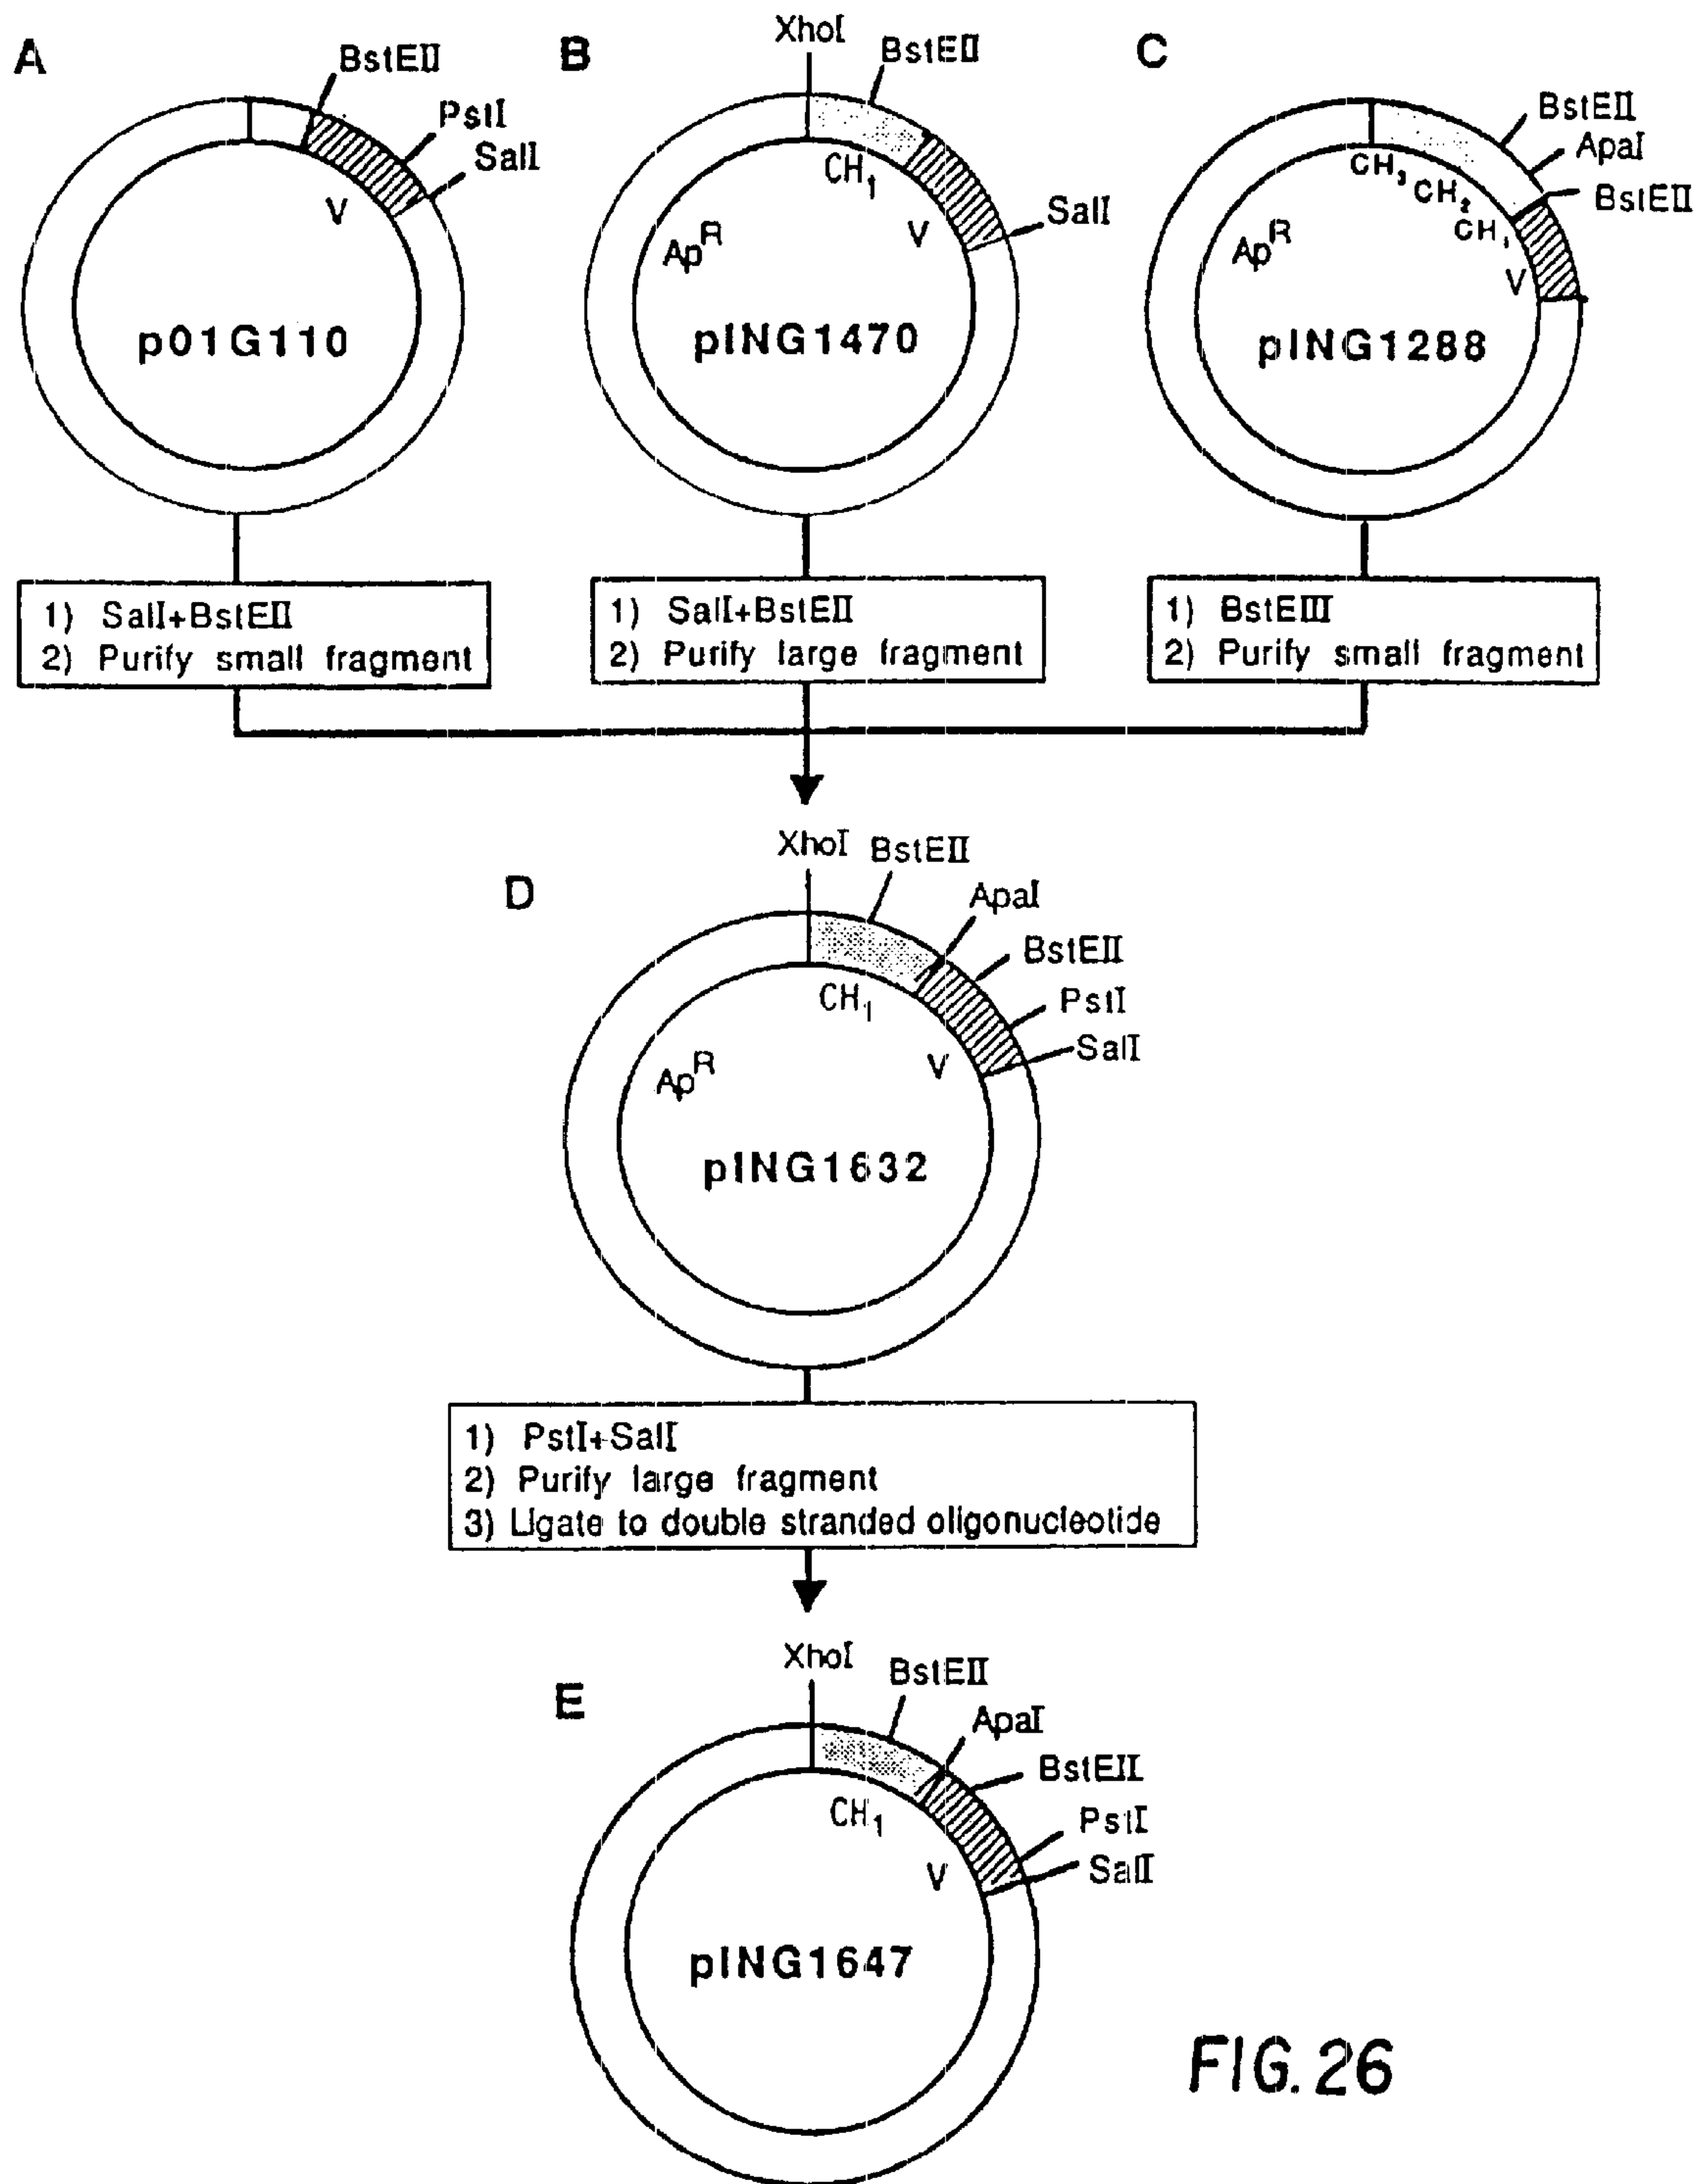 A
BstEII
PstI
SalI
V
p01G110
B
XhoI
BstEII
CH1
V
SalI
ApR
pING1470
C
BstEII
ApaI
BstEII
CH3
CH2
CH1
V
ApR
pING1288
1) SalI+BstEII
2) Purify small fragment
1) SalI+BstEII
2) Purify large fragment
1) BstEIII
2) Purify small fragment
D
XhoI
BstEII
ApaI
BstEII
PstI
SalI
CH1
V
ApR
pING1632
1) PstI+SalI
2) Purify large fragment
3) Ligate to double stranded oligonucleotide
E
XhoI
BstEII
ApaI
BstEII
PstI
SalI
CH1
V
pING1647
FIG. 26